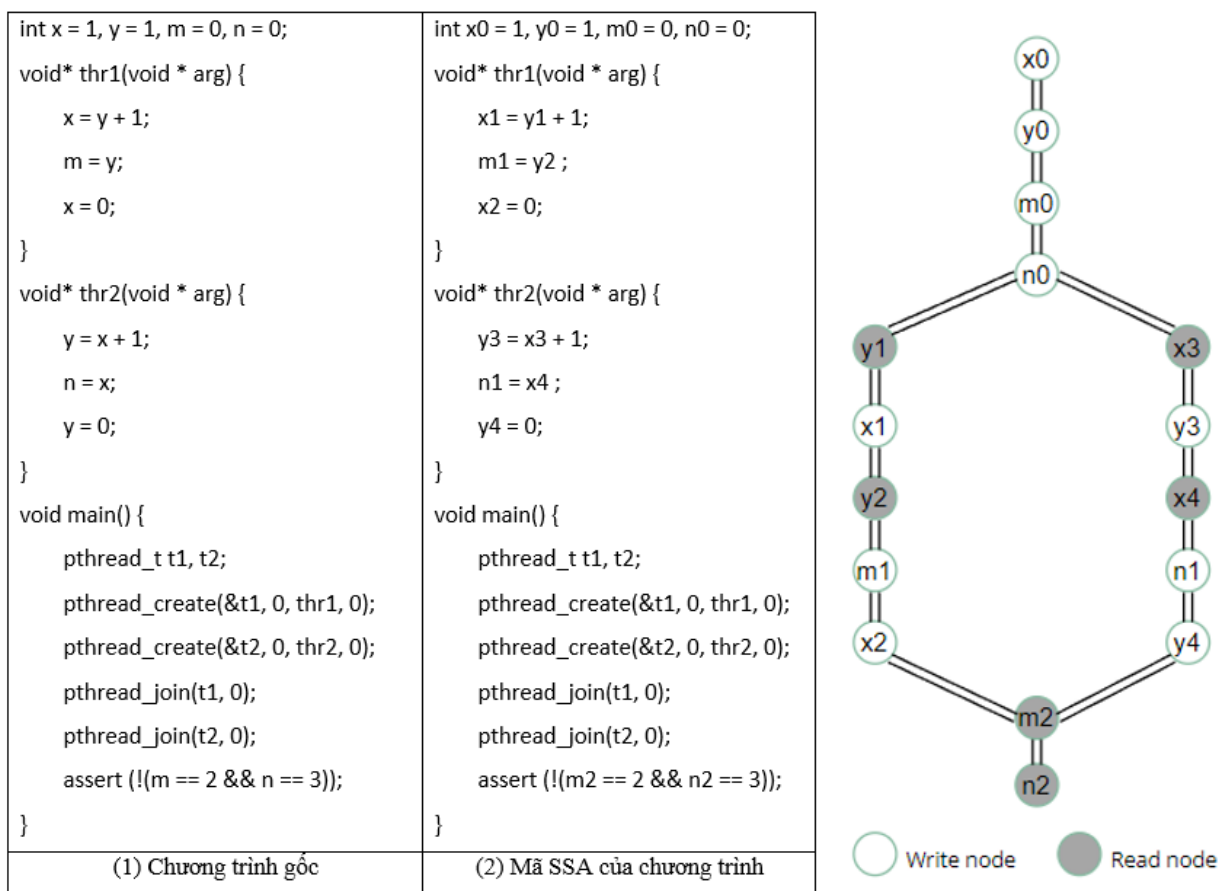 int x = 1, y = 1, m = 0, n = 0;
void* thr1(void * arg) {
x = y + 1;
m = y;
x = 0;
}
void* thr2(void * arg) {
y = x + 1;
n = x;
y = 0;
}
void main() {
pthread_t t1, t2;
pthread_create(&t1, 0, thr1, 0);
pthread_create(&t2, 0, thr2, 0);
pthread_join(t1, 0);
pthread_join(t2, 0);
assert (!(m == 2 && n == 3));
}
(1) Chương trình gốc
int x0 = 1, y0 = 1, m0 = 0, n0 = 0;
void* thr1(void * arg) {
x1 = y1 + 1;
m1 = y2 ;
x2 = 0;
}
void* thr2(void * arg) {
y3 = x3 + 1;
n1 = x4 ;
y4 = 0;
}
void main() {
pthread_t t1, t2;
pthread_create(&t1, 0, thr1, 0);
pthread_create(&t2, 0, thr2, 0);
pthread_join(t1, 0);
pthread_join(t2, 0);
assert (!(m2 == 2 && n2 == 3));
}
(2) Mã SSA của chương trình
x0
y0
m0
n0
y1 x3
x1 y3
y2 x4
m1 n1
x2 y4
m2
n2
Write node Read node